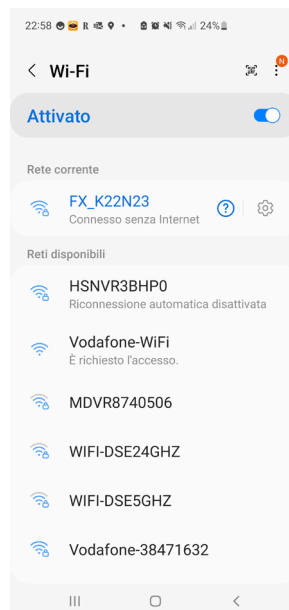 22:58 R 24%
Wi-Fi
N
Attivato
Rete corrente
FX_K22N23
Connesso senza Internet
?
Reti disponibili
HSNVR3BHP0
Riconnessione automatica disattivata
Vodafone-WiFi
È richiesto l'accesso.
MDVR8740506
WIFI-DSE24GHZ
WIFI-DSE5GHZ
Vodafone-38471632